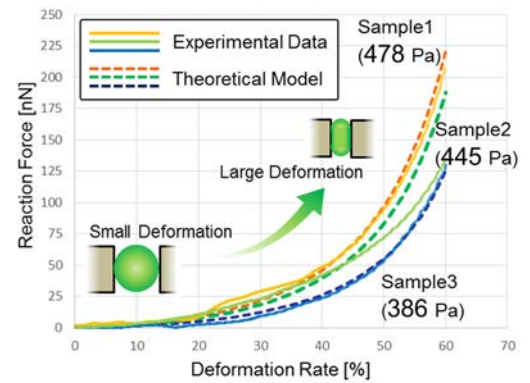 250
225
200
175
150
125
100
75
50
25
0
Reaction Force [nN]
Experimental Data
Theoretical Model
Sample1
(478 Pa)
Sample2
(445 Pa)
Large Deformation
Small Deformation
Sample3
(386 Pa)
0 10 20 30 40 50 60 70
Deformation Rate [%]